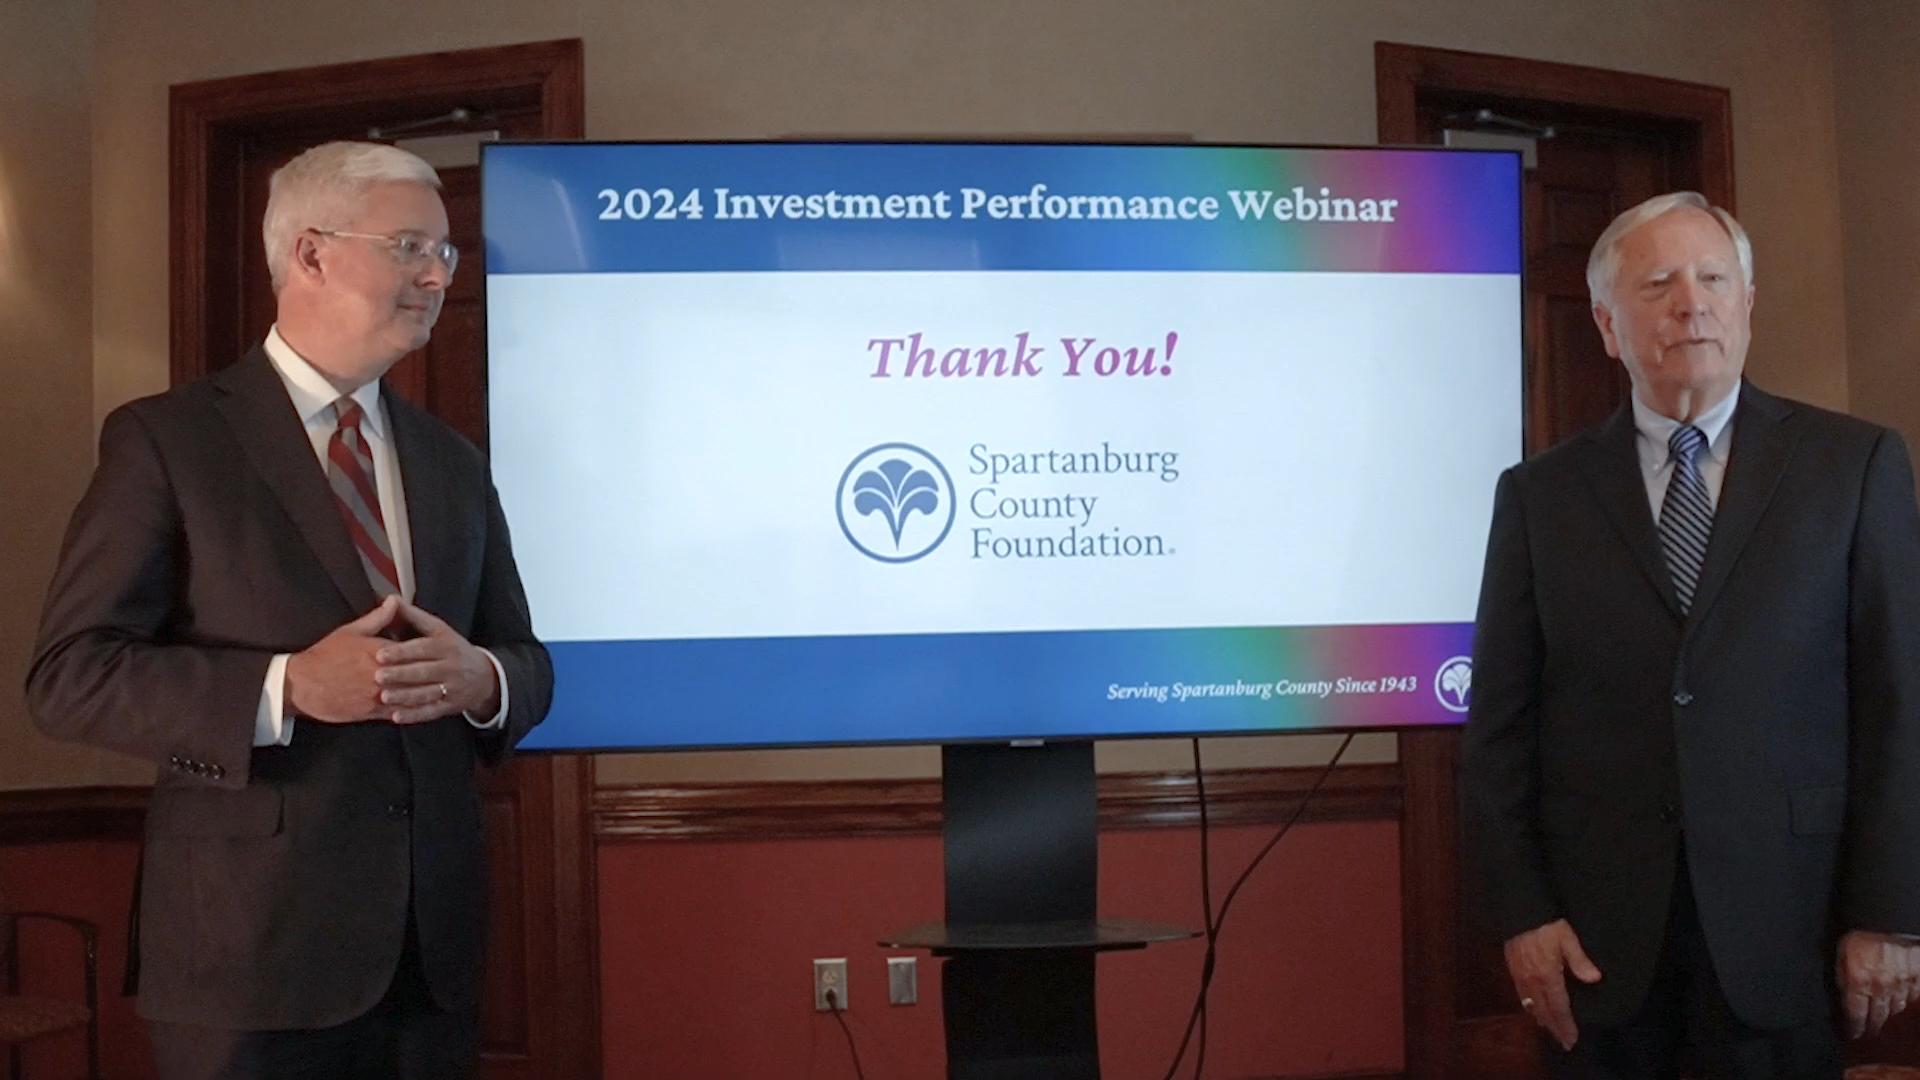 2024 Investment Performance Webinar
Thank You!
Spartanburg
County
Foundation®
Serving Spartanburg County Since 1943